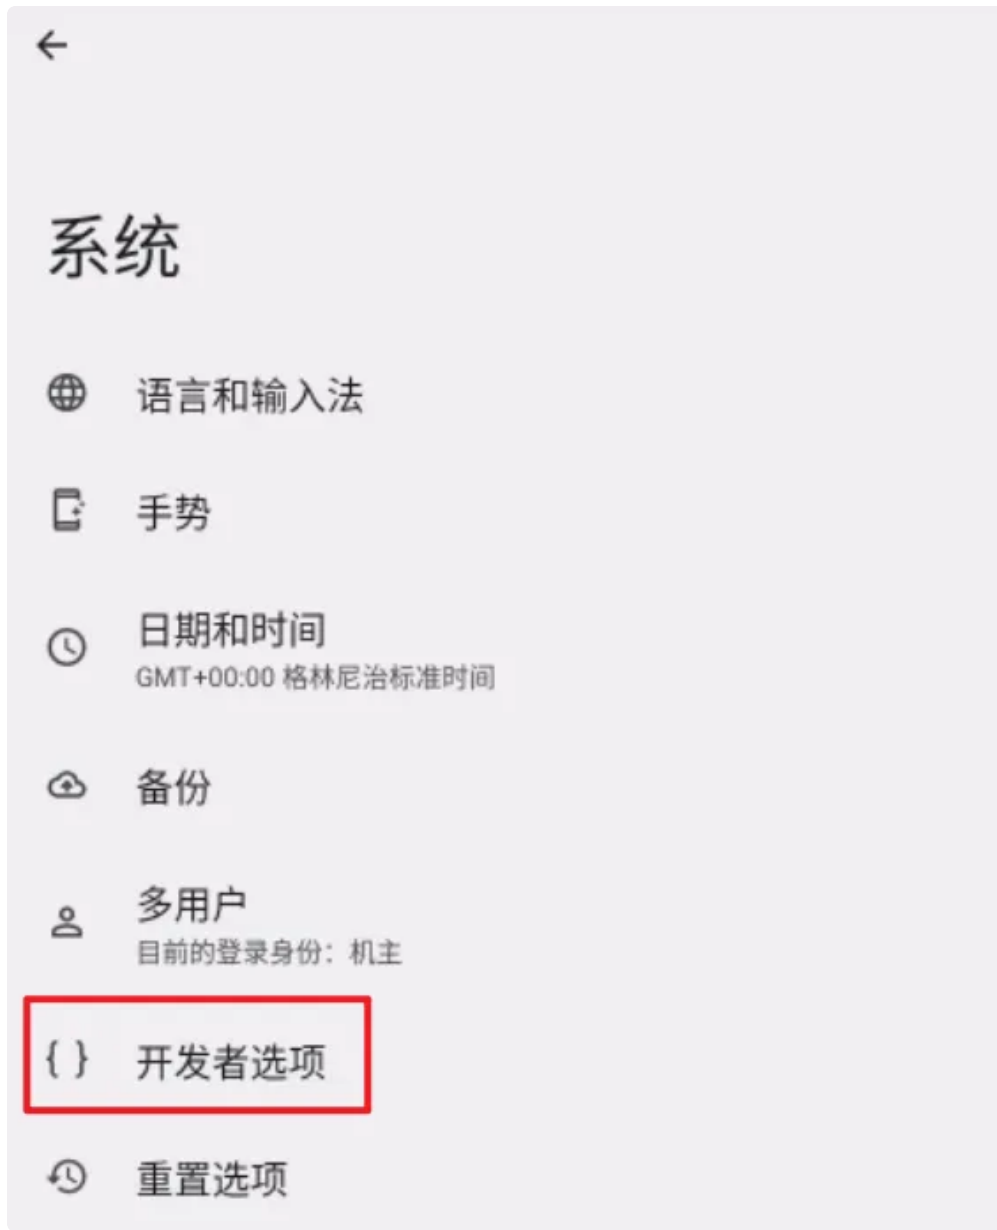 系统
语言和输入法
手势
日期和时间
GMT+00:00 格林尼治标准时间
备份
多用户
目前的登录身份：机主
{ } 开发者选项
重置选项